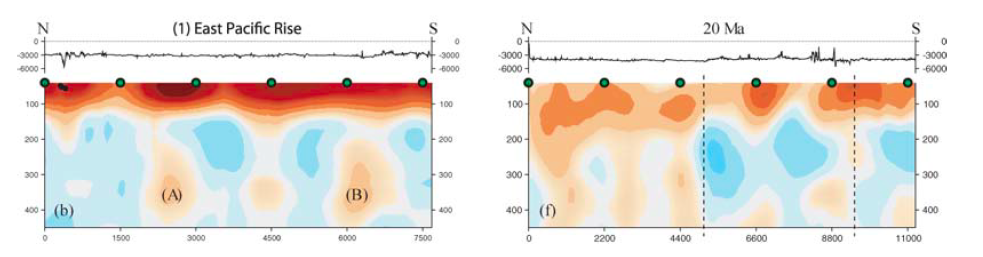 N (1) East Pacific Rise S
0 0
-3000 -3000
-6000 -6000
100 100
200 200
300 300
400 400
(A) (B)
(b)
0 1500 3000 4500 6000 7500
N 20 Ma S
0 0
-3000 -3000
-6000 -6000
100 100
200 200
300 300
400 400
(f)
0 2200 4400 6600 8800 11000